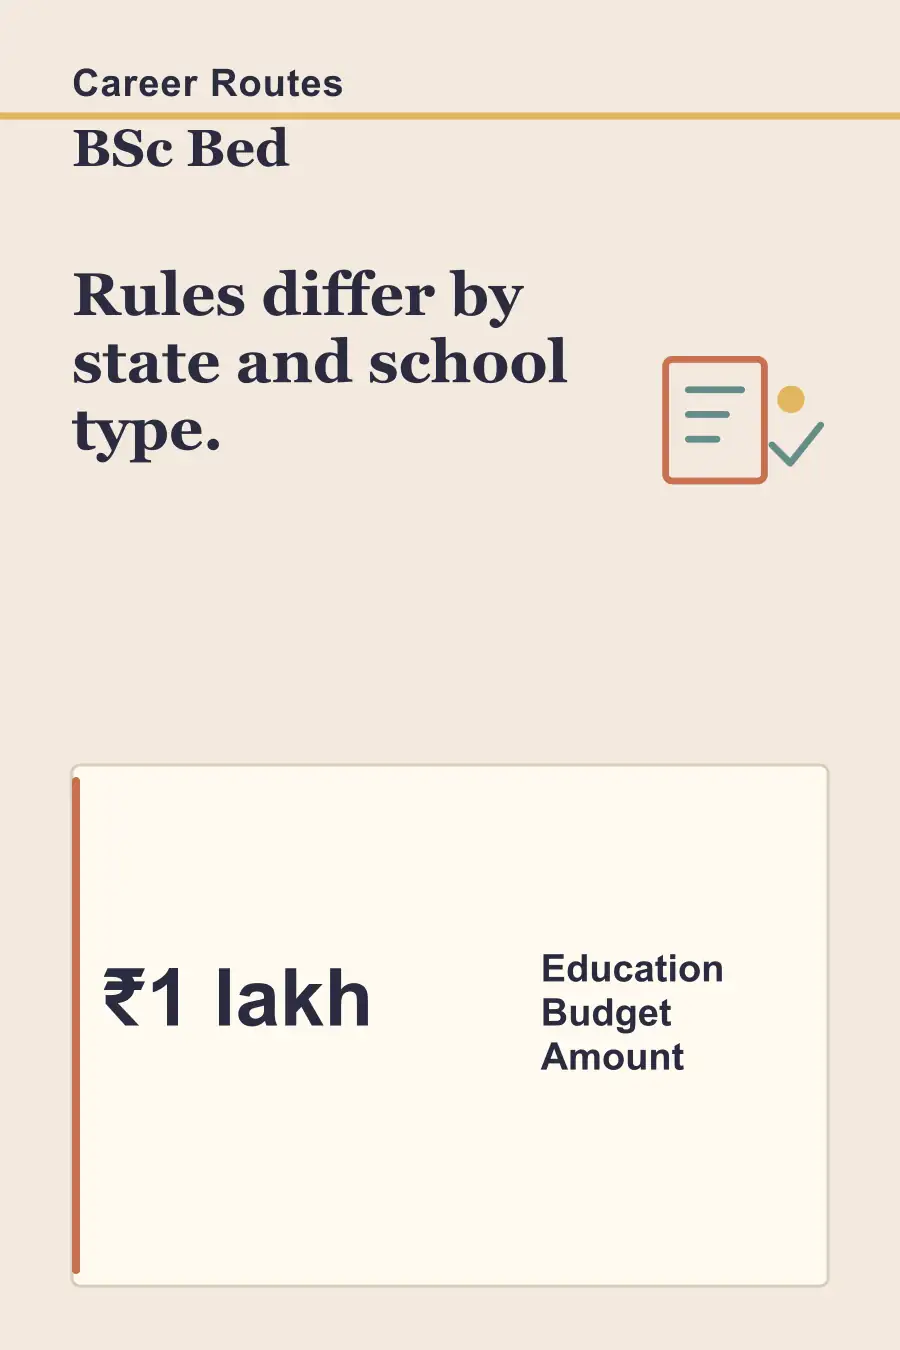 Career Routes
BSc Bed
Rules differ by
state and school
type.
₹1 lakh
Education
Budget
Amount